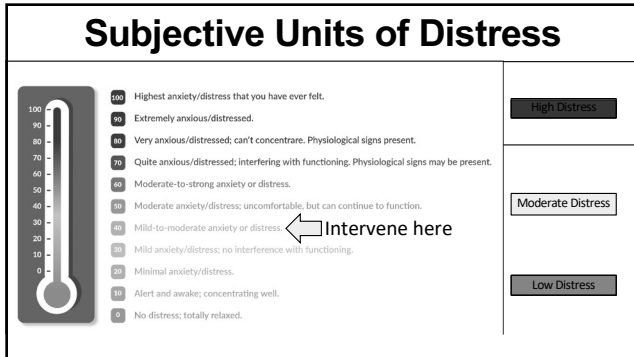 Subjective Units of Distress
100
90
80
70
60
50
40
30
20
10
0
100 Highest anxiety/distress that you have ever felt.
90 Extremely anxious/distressed.
80 Very anxious/distressed; can't concentrare. Physiological signs present.
70 Quite anxious/distressed; interfering with functioning. Physiological signs may be present.
60 Moderate-to-strong anxiety or distress.
50 Moderate anxiety/distress; uncomfortable, but can continue to function.
40 Mild-to-moderate anxiety or distress. Intervene here
30 Mild anxiety/distress; no interference with functioning.
20 Minimal anxiety/distress.
10 Alert and awake; concentrating well.
0 No distress; totally relaxed.
High Distress
Moderate Distress
Low Distress